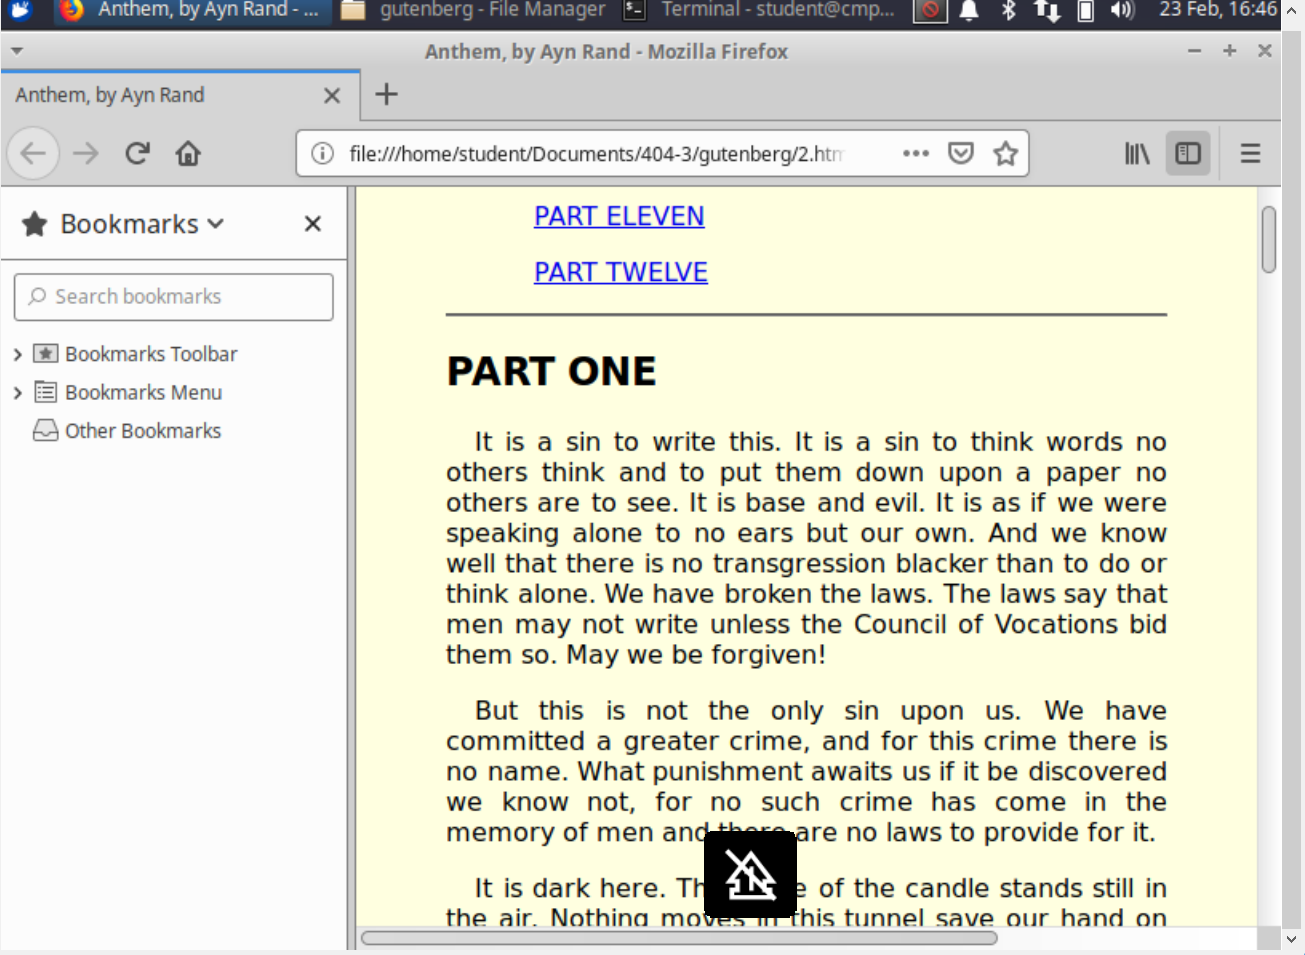 Anthem, by Ayn Rand - ...
gutenberg - File Manager
Terminal - student@cmp...
23 Feb, 16:46
Anthem, by Ayn Rand - Mozilla Firefox
Anthem, by Ayn Rand
file:///home/student/Documents/404-3/gutenberg/2.htm
Bookmarks
Search bookmarks
Bookmarks Toolbar
Bookmarks Menu
Other Bookmarks
PART ELEVEN
PART TWELVE
PART ONE
It is a sin to write this. It is a sin to think words no
others think and to put them down upon a paper no
others are to see. It is base and evil. It is as if we were
speaking alone to no ears but our own. And we know
well that there is no transgression blacker than to do or
think alone. We have broken the laws. The laws say that
men may not write unless the Council of Vocations bid
them so. May we be forgiven!
But this is not the only sin upon us. We have
committed a greater crime, and for this crime there is
no name. What punishment awaits us if it be discovered
we know not, for no such crime has come in the
memory of men and there are no laws to provide for it.
It is dark here. of the candle stands still in
the air. Nothing moves in this tunnel save our hand on